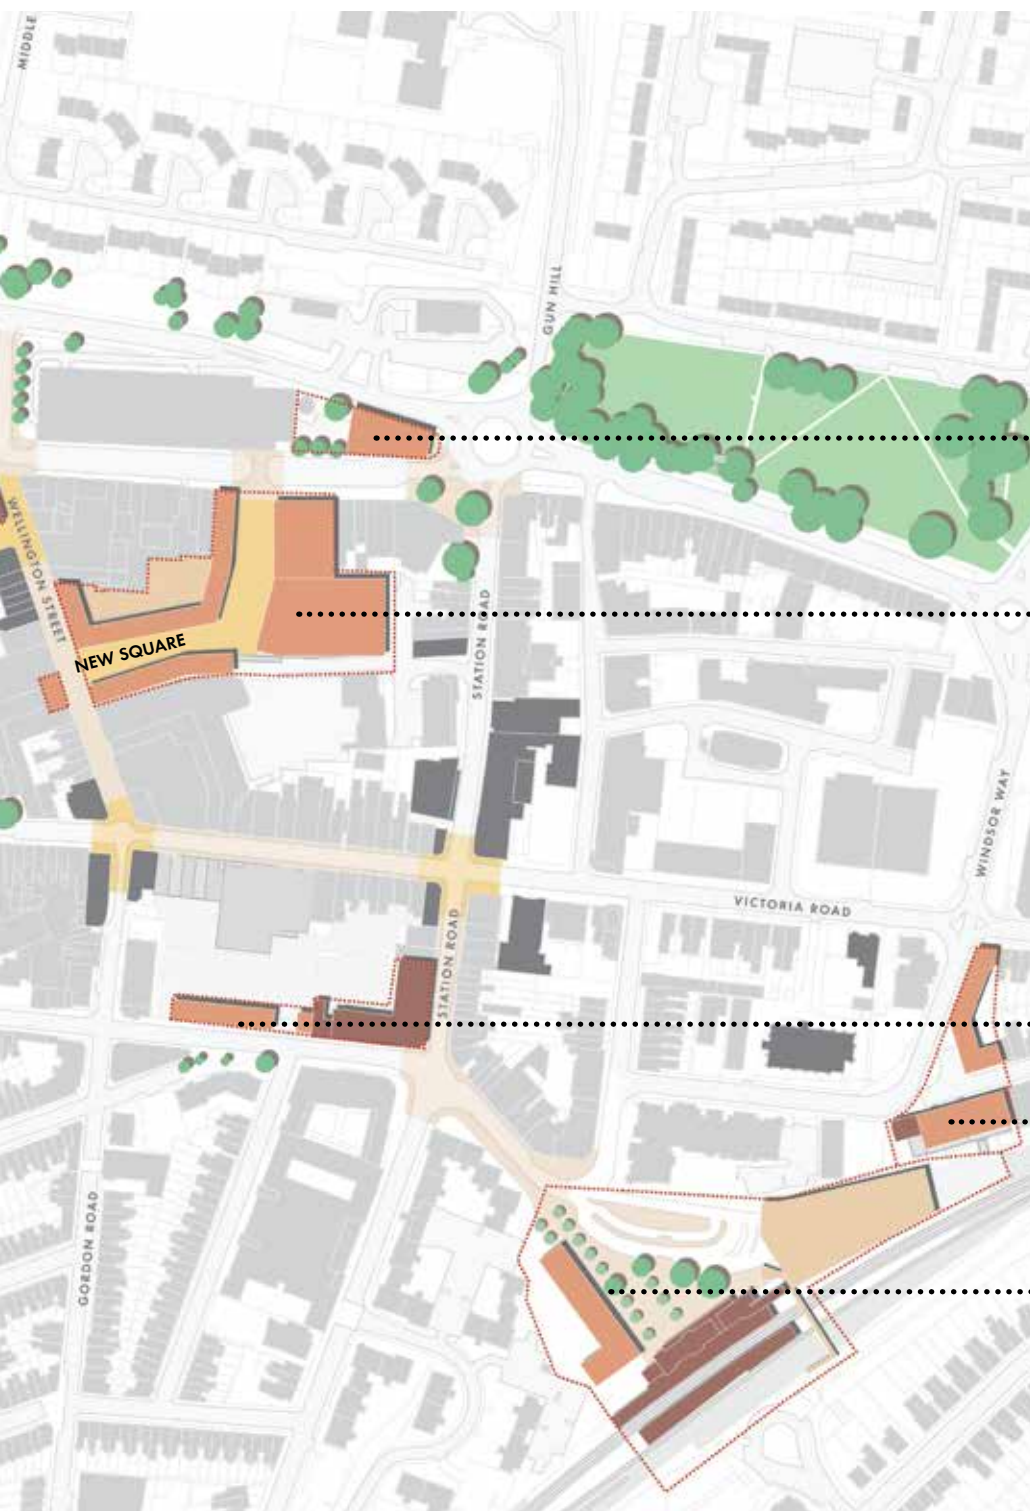 MIDDLE
GUN HILL
WELLINGTON STREET
NEW SQUARE
STATION ROAD
WINDSOR WAY
VICTORIA ROAD
STATION ROAD
GORDON ROAD